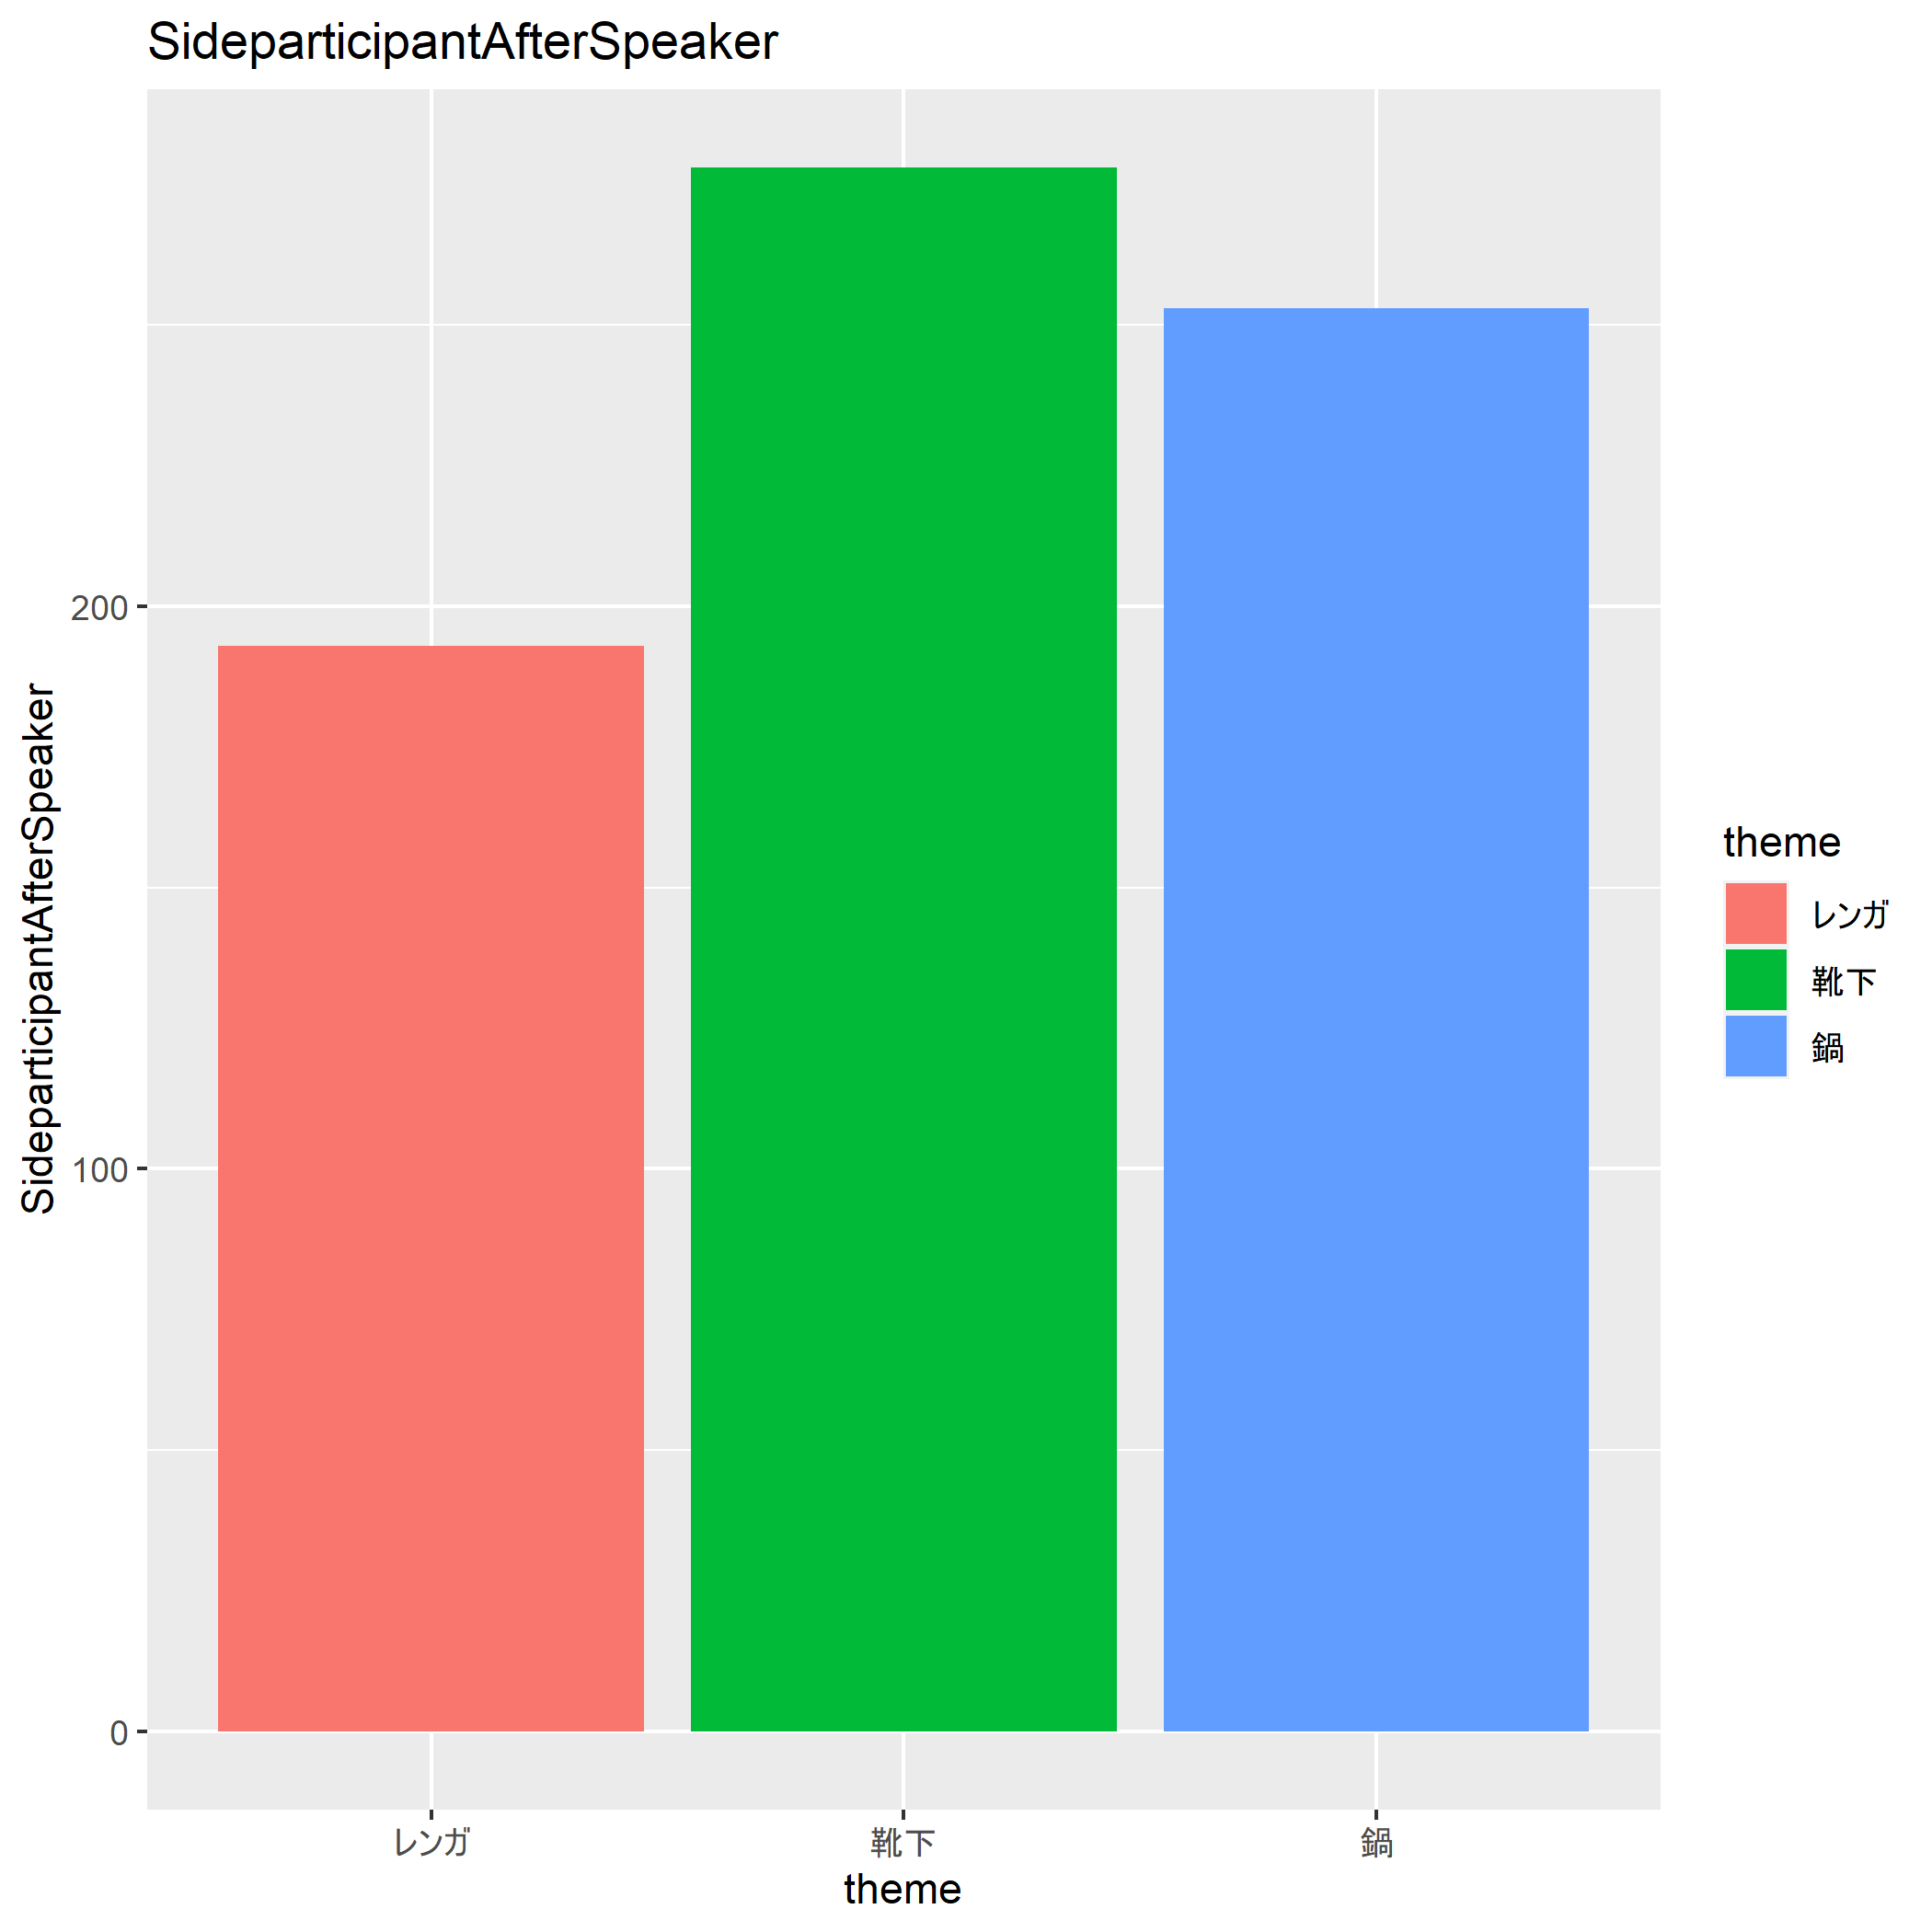 SideparticipantAfterSpeaker
SideparticipantAfterSpeaker
200
100
0
レンガ
靴下
鍋
theme
theme
レンガ
靴下
鍋